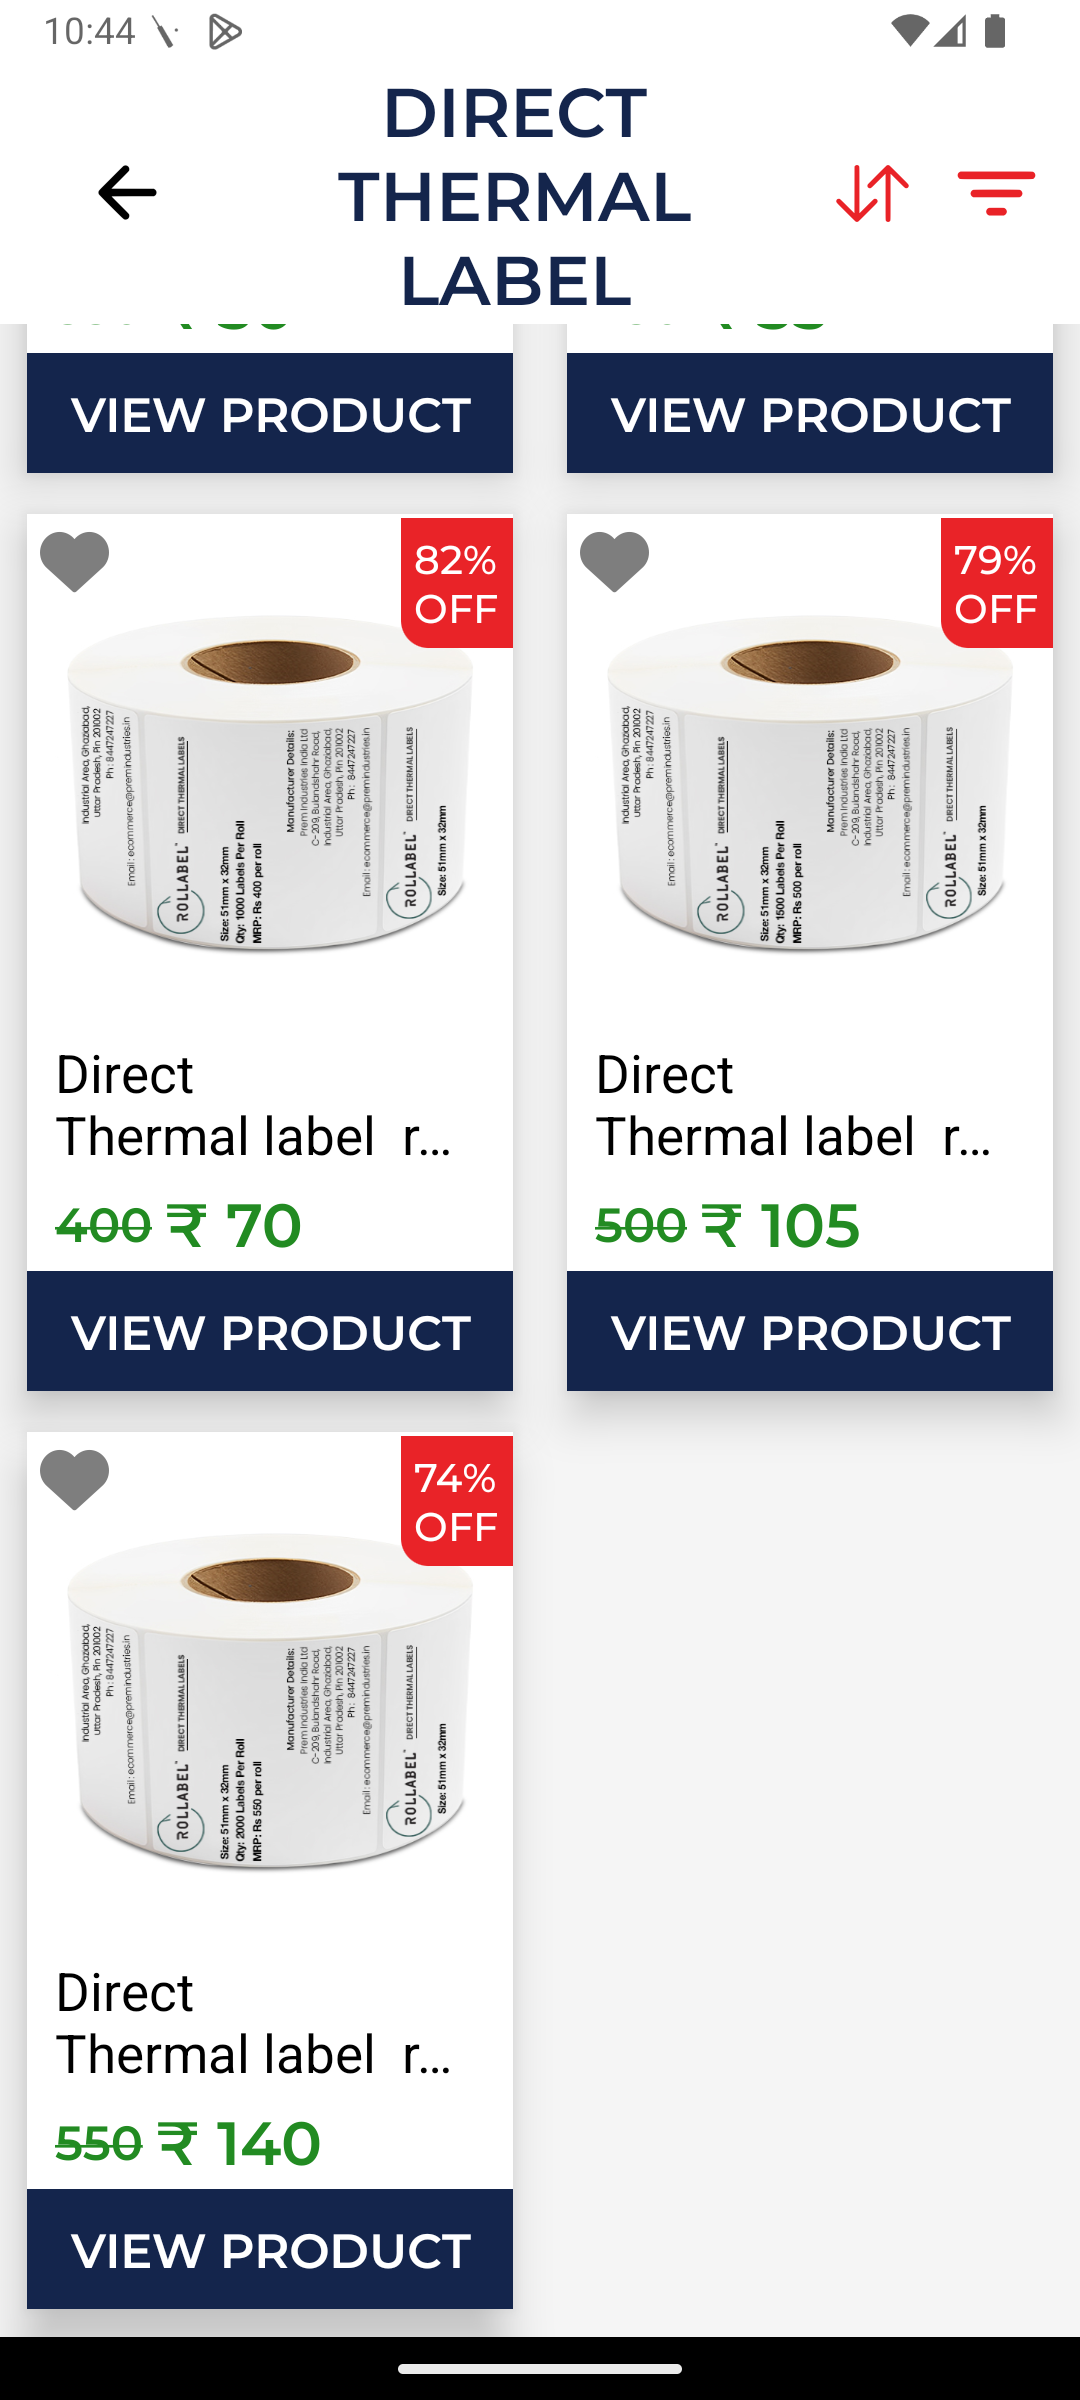 10:44
DIRECT
THERMAL
LABEL
VIEW PRODUCT
VIEW PRODUCT
82%
OFF
Industrial Area, Ghaziabad,
Uttar Pradesh, Pin 201002
Ph : 8447247227
Email : ecommerce@premindustries.in
ROLLABEL™ DIRECT THERMAL LABELS
Size: 51mm x 32mm
Qty: 1000 Labels Per Roll
MRP: Rs 400 per roll
Manufacturer Details:
Prem Industries India Ltd
C-209, Bulandshahr Road,
Industrial Area, Ghaziabad,
Uttar Pradesh, Pin 201002
Ph : 8447247227
Email : ecommerce@premindustries.in
ROLLABEL™ DIRECT THERMAL LABELS
Size: 51mm x 32mm
Direct
Thermal label r...
400 ₹ 70
VIEW PRODUCT
79%
OFF
Industrial Area, Ghaziabad,
Uttar Pradesh, Pin 201002
Ph : 8447247227
Email : ecommerce@premindustries.in
ROLLABEL™ DIRECT THERMAL LABELS
Size: 51mm x 32mm
Qty: 1500 Labels Per Roll
MRP: Rs 500 per roll
Manufacturer Details:
Prem Industries India Ltd
C-209, Bulandshahr Road,
Industrial Area, Ghaziabad,
Uttar Pradesh, Pin 201002
Ph : 8447247227
Email : ecommerce@premindustries.in
ROLLABEL™ DIRECT THERMAL LABELS
Size: 51mm x 32mm
Direct
Thermal label r...
500 ₹ 105
VIEW PRODUCT
74%
OFF
Industrial Area, Ghaziabad,
Uttar Pradesh, Pin 201002
Ph : 8447247227
Email : ecommerce@premindustries.in
ROLLABEL™ DIRECT THERMAL LABELS
Size: 51mm x 32mm
Qty: 2000 Labels Per Roll
MRP: Rs 550 per roll
Manufacturer Details:
Prem Industries India Ltd
C-209, Bulandshahr Road,
Industrial Area, Ghaziabad,
Uttar Pradesh, Pin 201002
Ph : 8447247227
Email : ecommerce@premindustries.in
ROLLABEL™ DIRECT THERMAL LABELS
Size: 51mm x 32mm
Direct
Thermal label r...
550 ₹ 140
VIEW PRODUCT